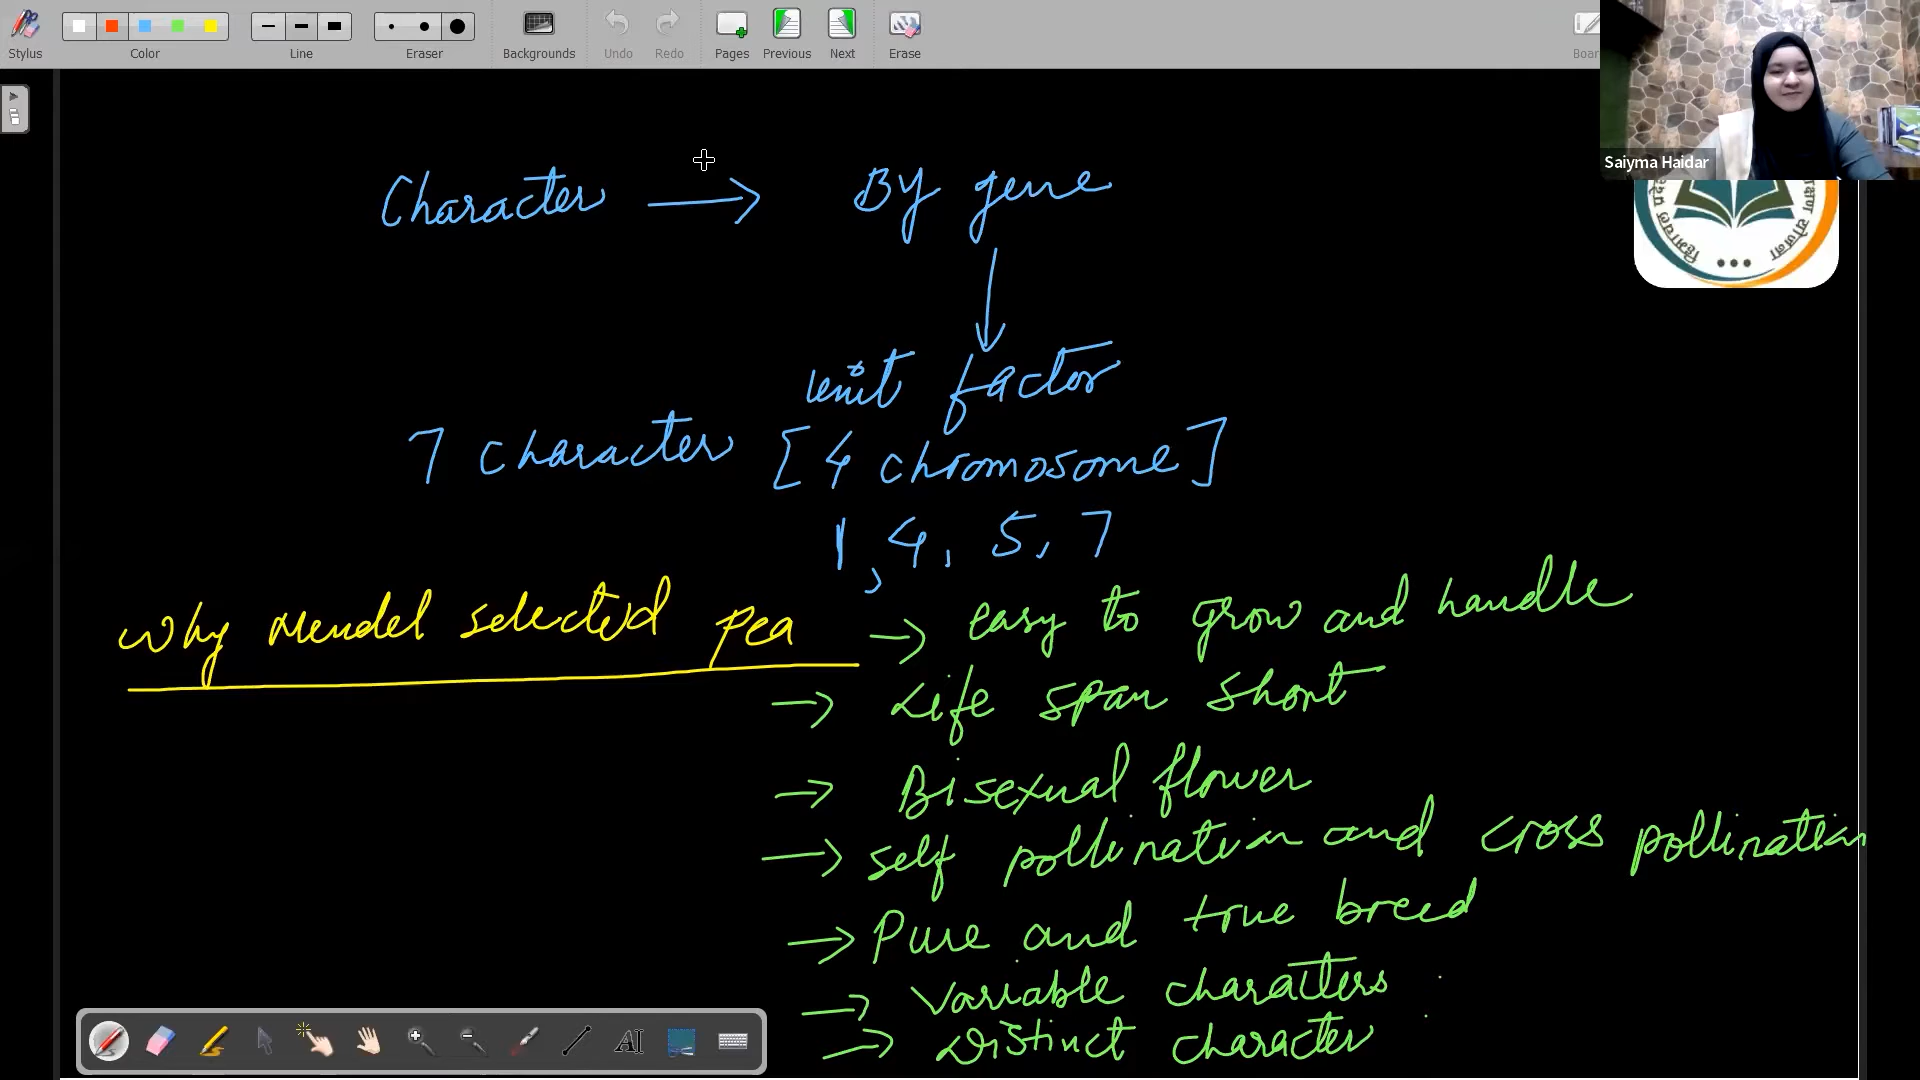 Stylus Color Line Eraser Backgrounds Undo Redo Pages Previous Next Erase
Saiyma Haidar
Character → By gene
unit factor
7 character [4 chromosome]
1, 4, 5, 7
Why Mendel selected pea → easy to grow and handle
→ Life span short
→ Bisexual flower
→ self pollination and cross pollination
→ Pure and true breed
→ Variable characters
→ Distinct character